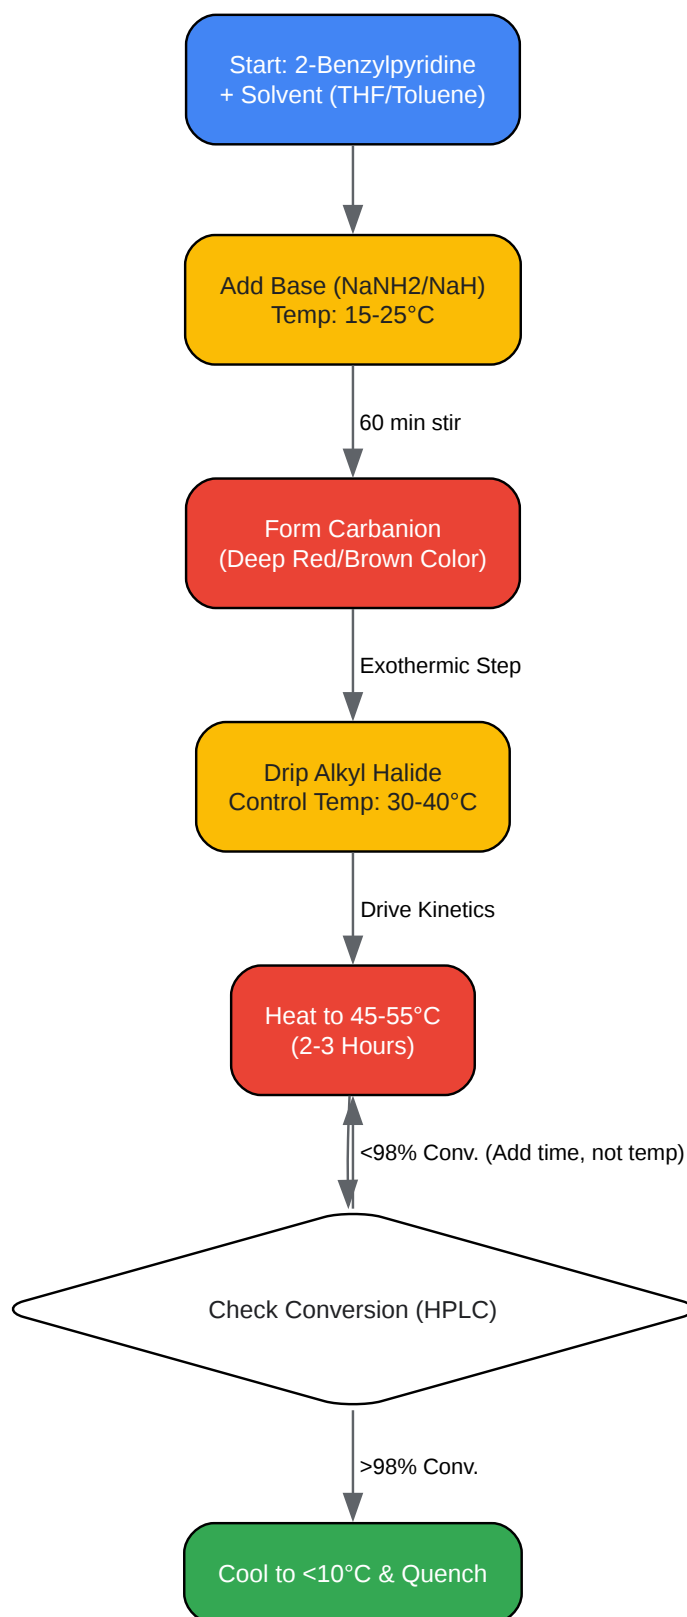 Start: 2-Benzylpyridine
+ Solvent (THF/Toluene)
Add Base (NaNH2/NaH)
Temp: 15-25°C
60 min stir
Form Carbanion
(Deep Red/Brown Color)
Exothermic Step
Drip Alkyl Halide
Control Temp: 30-40°C
Drive Kinetics
Heat to 45-55°C
(2-3 Hours)
<98% Conv. (Add time, not temp)
Check Conversion (HPLC)
>98% Conv.
Cool to <10°C & Quench